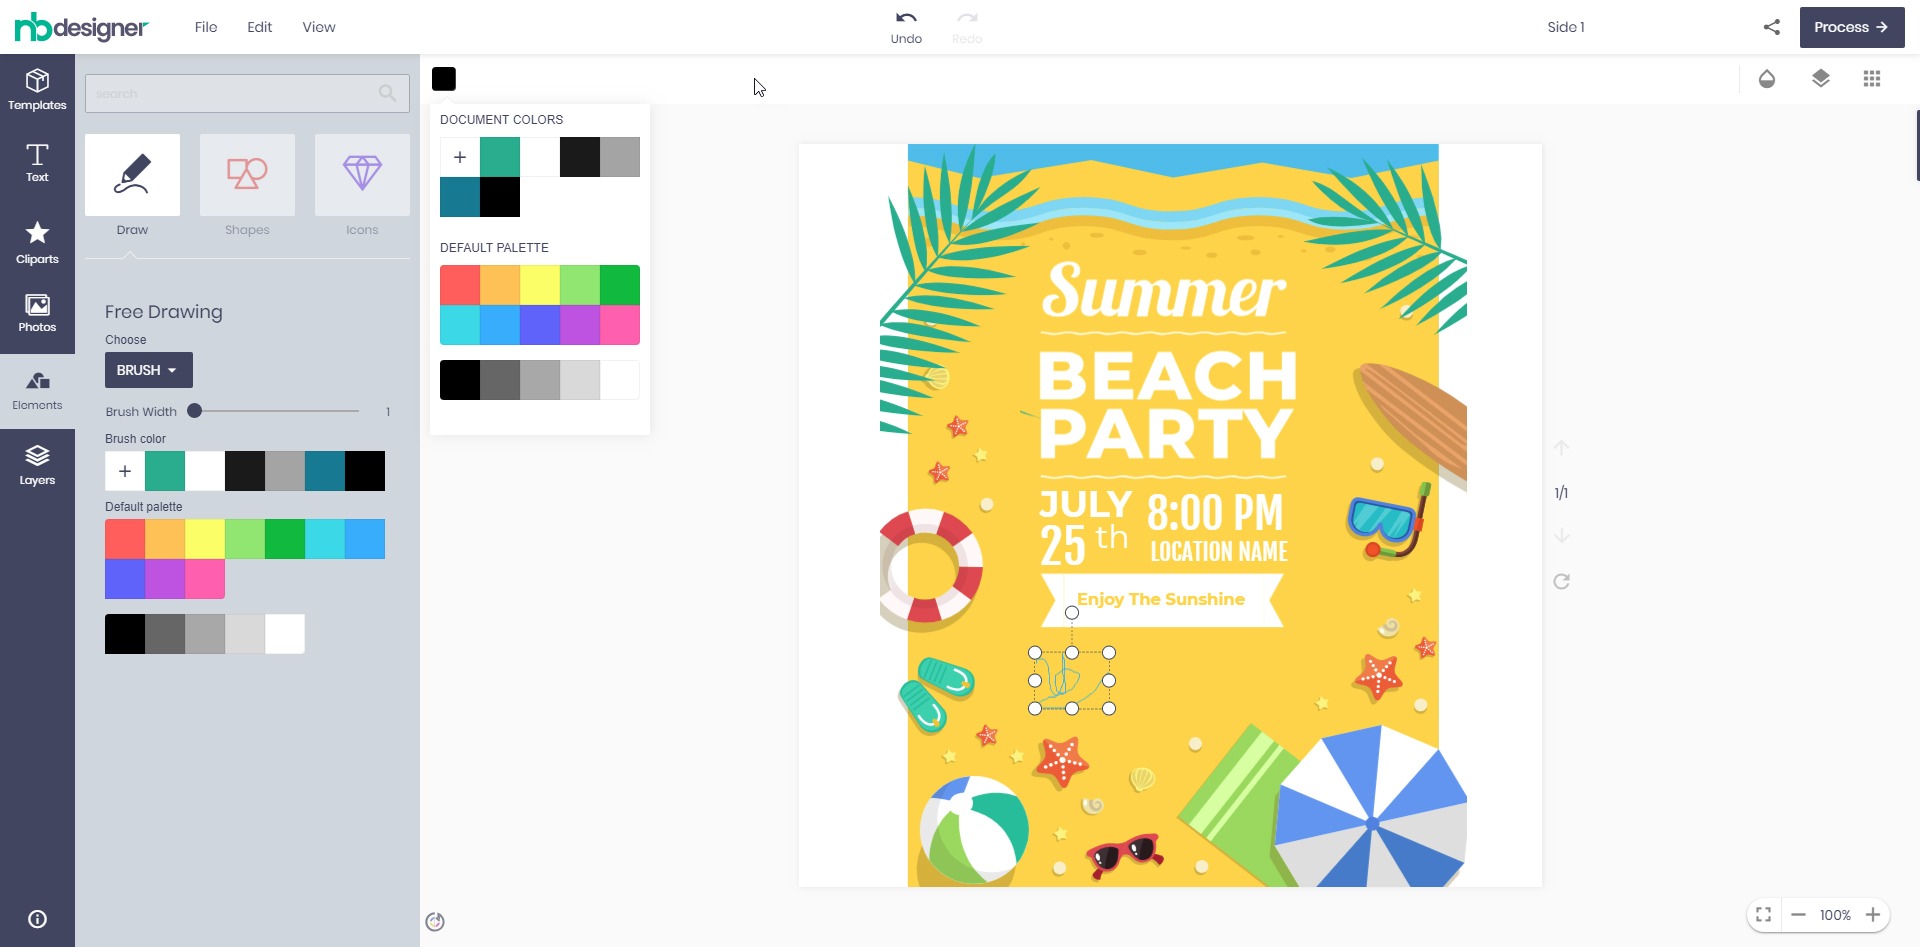 nbdesigner
File Edit View
Undo
Redo
Side 1
Process
Templates
Text
Cliparts
Photos
Elements
Layers
search
Draw
Shapes
Icons
Free Drawing
Choose
BRUSH
Brush Width
1
Brush color
+
Default palette
DOCUMENT COLORS
+
DEFAULT PALETTE
Summer
BEACH
PARTY
JULY
25 th
8:00 PM
LOCATION NAME
Enjoy The Sunshine
1/1
100%